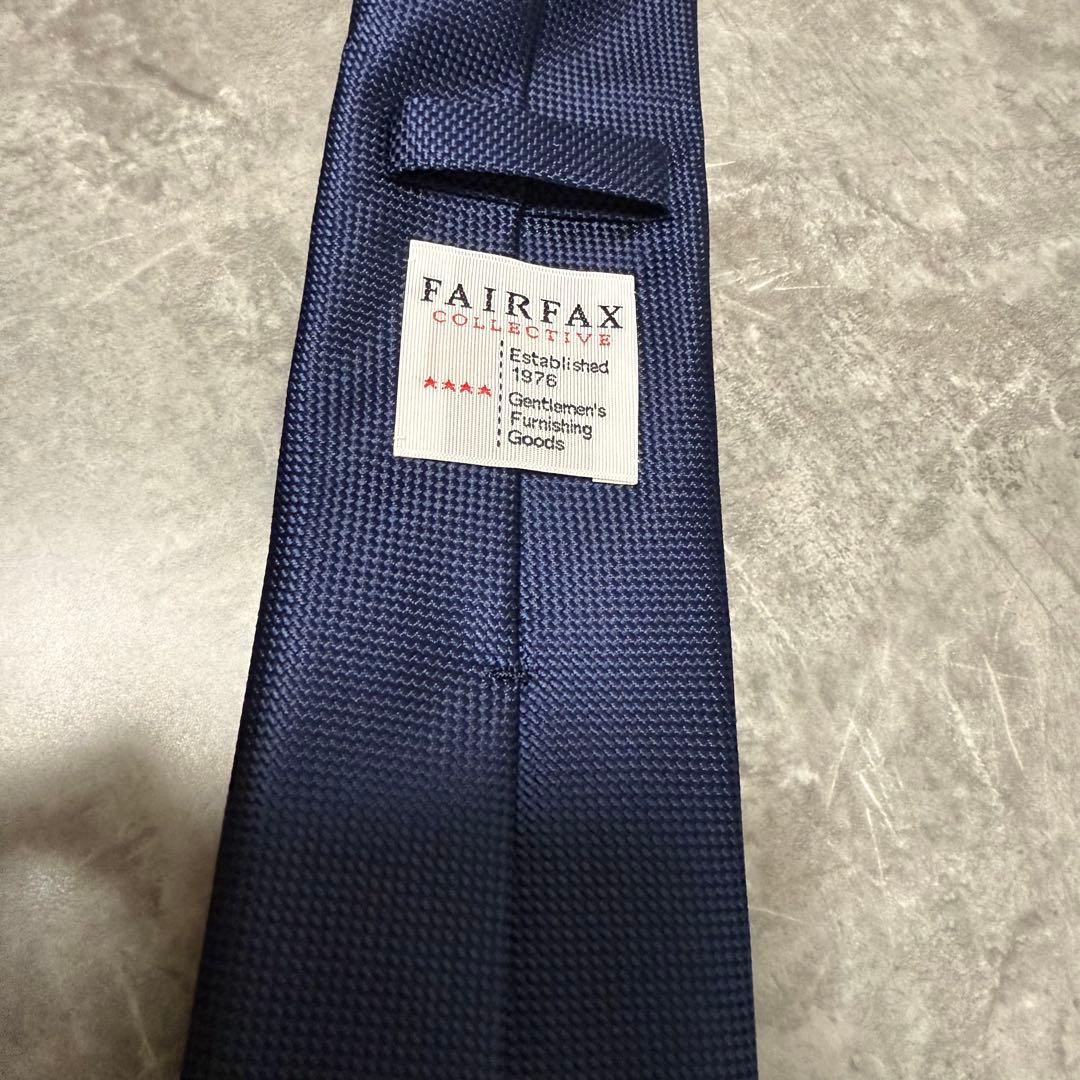 FAIRFAX
COLLECTIVE
Established
1976
Gentlemen's
Furnishing
Goods